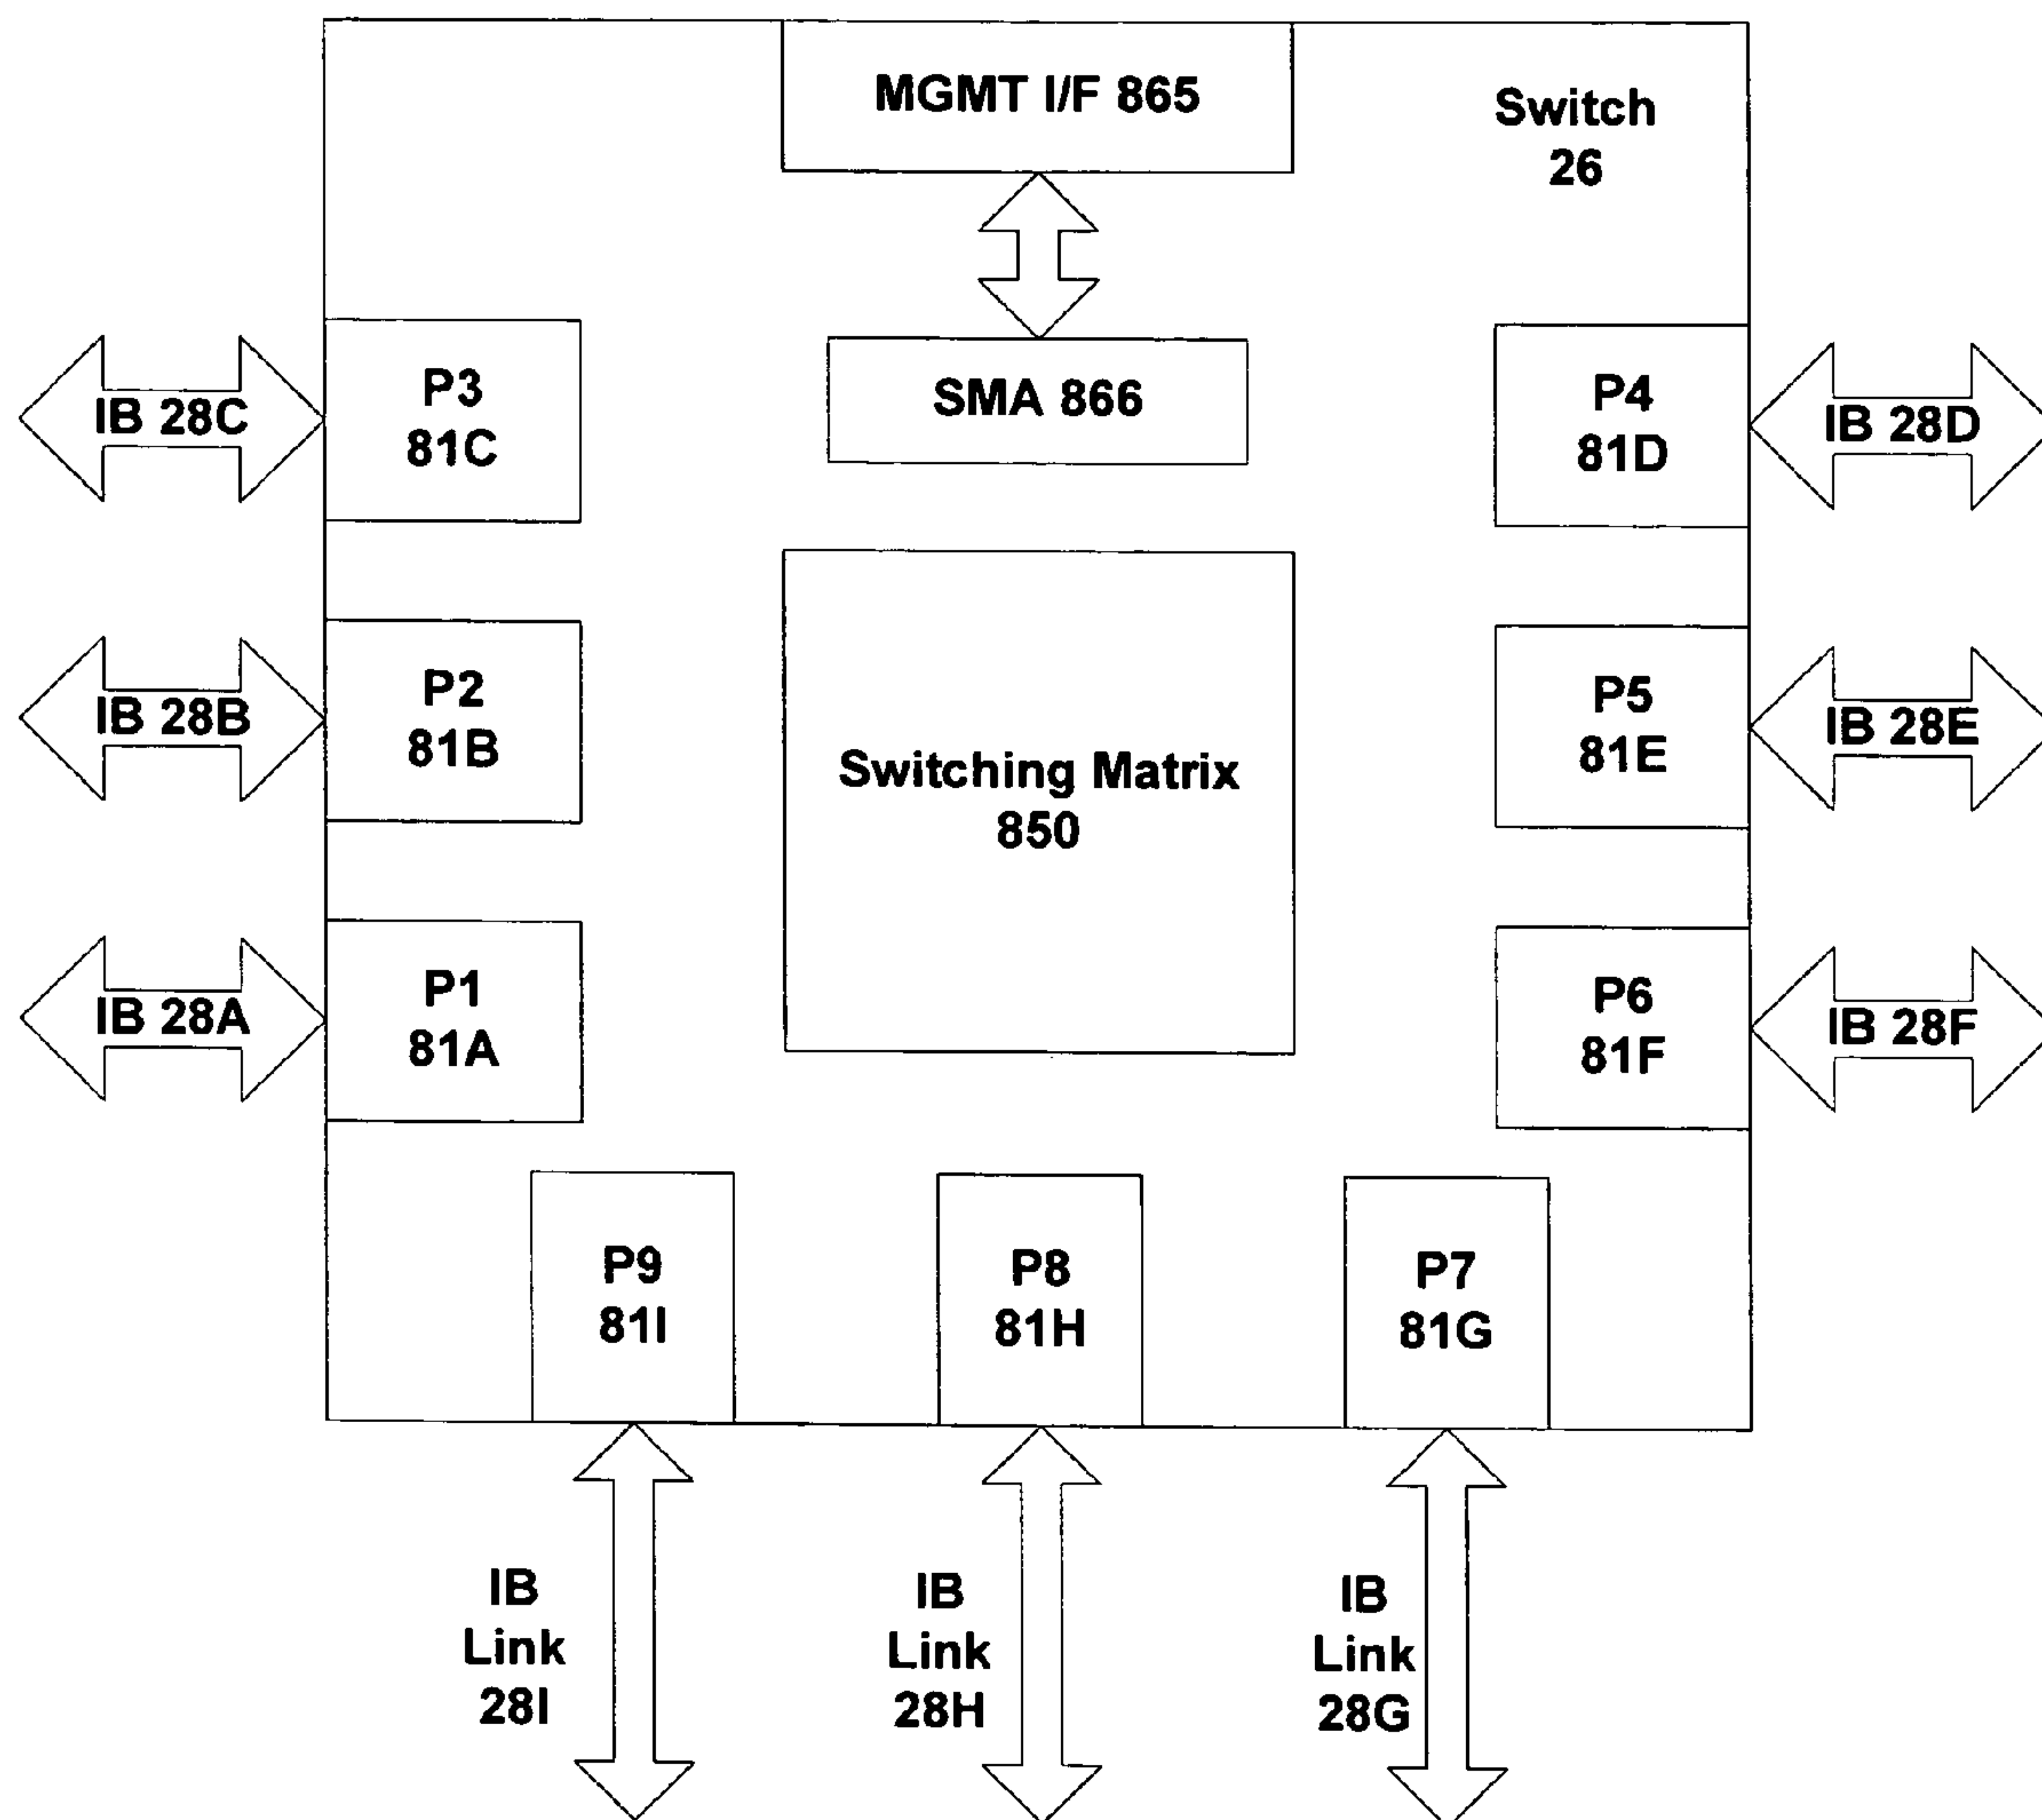 MGMT I/F 865
Switch
26
SMA 866
IB 28C
P3
81C
P4
81D
IB 28D
IB 28B
P2
81B
Switching Matrix
850
P5
81E
IB 28E
IB 28A
P1
81A
P6
81F
IB 28F
P9
81I
P8
81H
P7
81G
IB
Link
28I
IB
Link
28H
IB
Link
28G